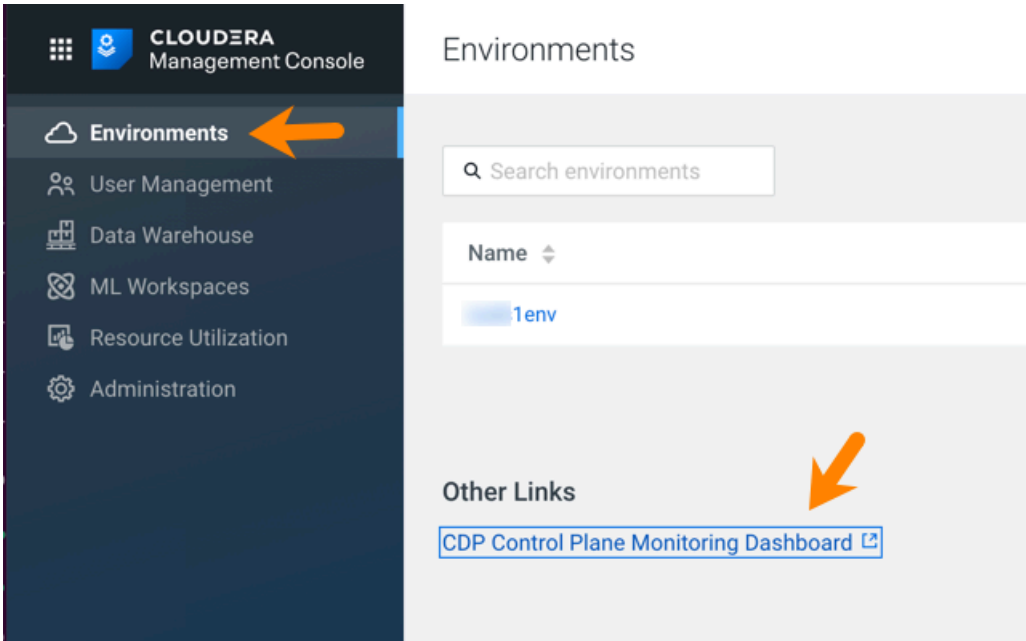 CLOUDERA
Management Console
Environments
User Management
Data Warehouse
ML Workspaces
Resource Utilization
Administration
Environments
Search environments
Name
1env
Other Links
CDP Control Plane Monitoring Dashboard